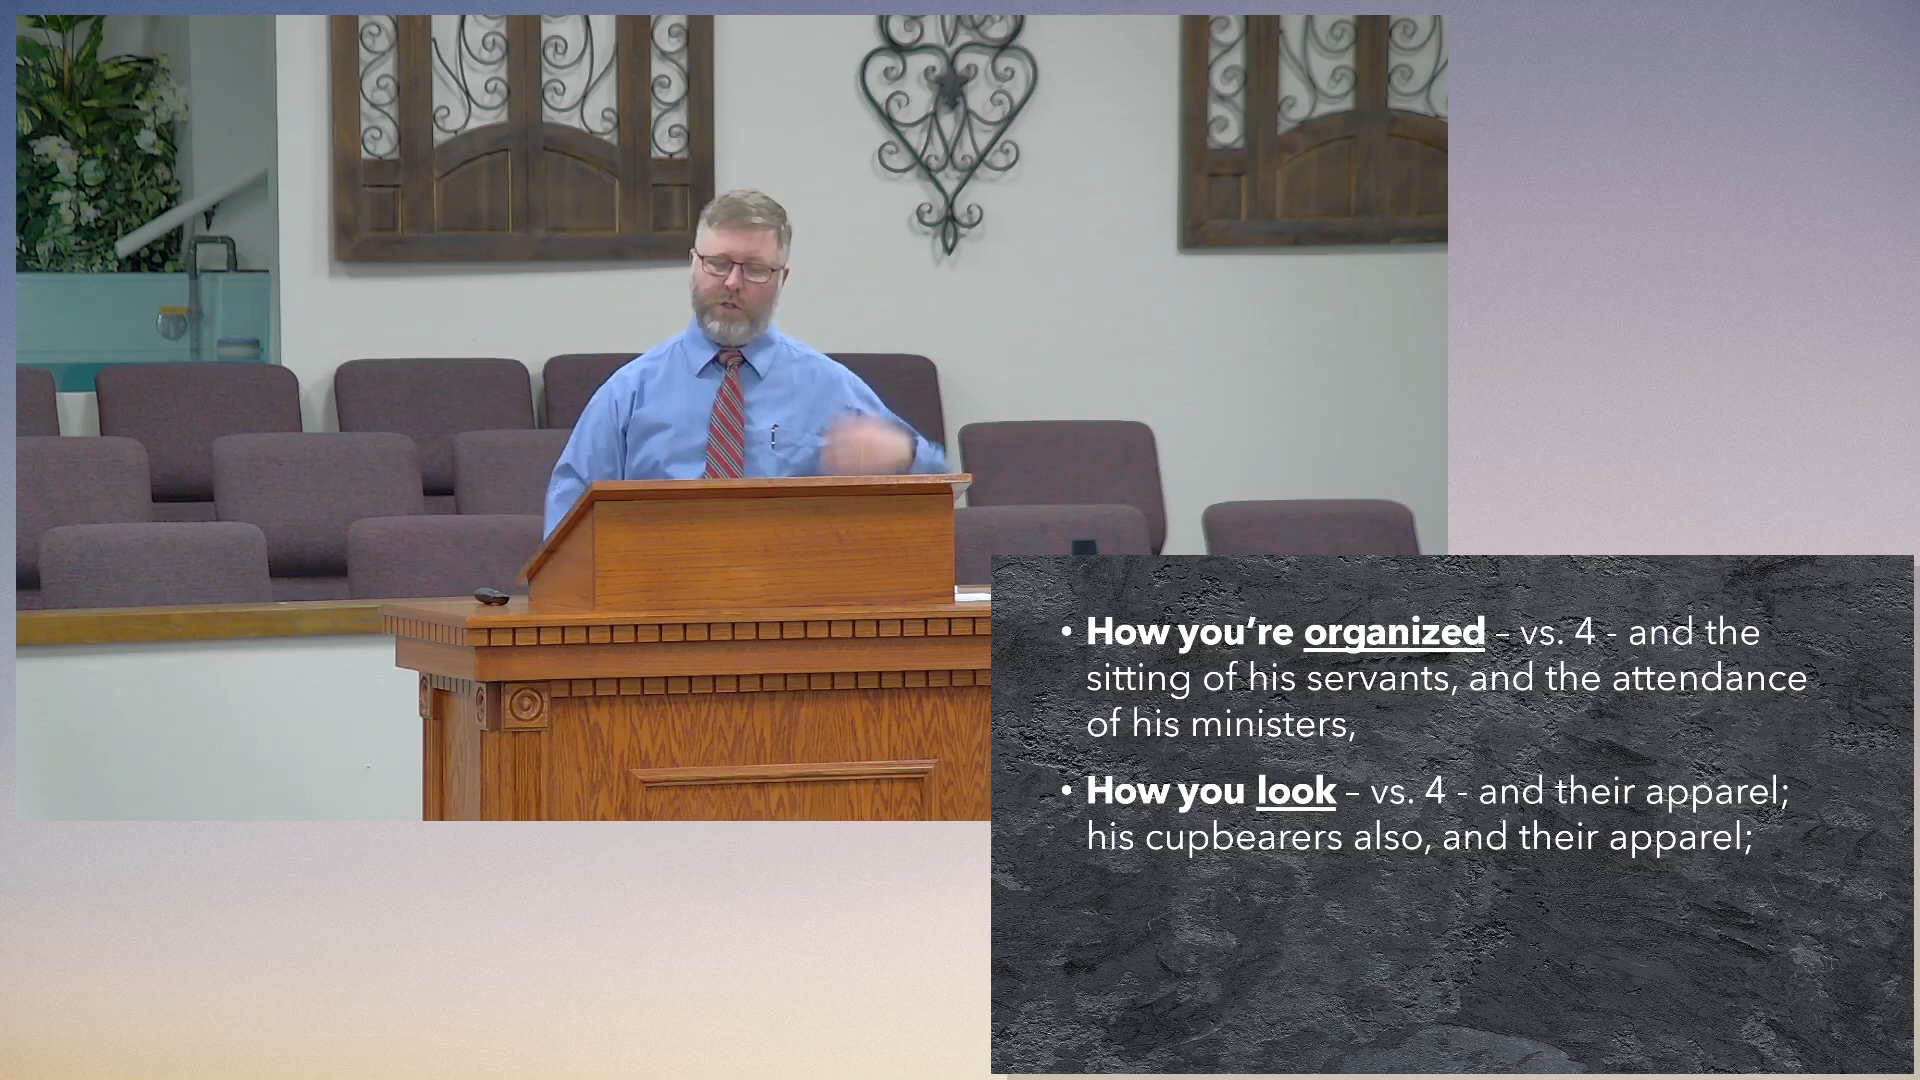 • How you’re organized – vs. 4 - and the
sitting of his servants, and the attendance
of his ministers,
• How you look – vs. 4 - and their apparel;
his cupbearers also, and their apparel;